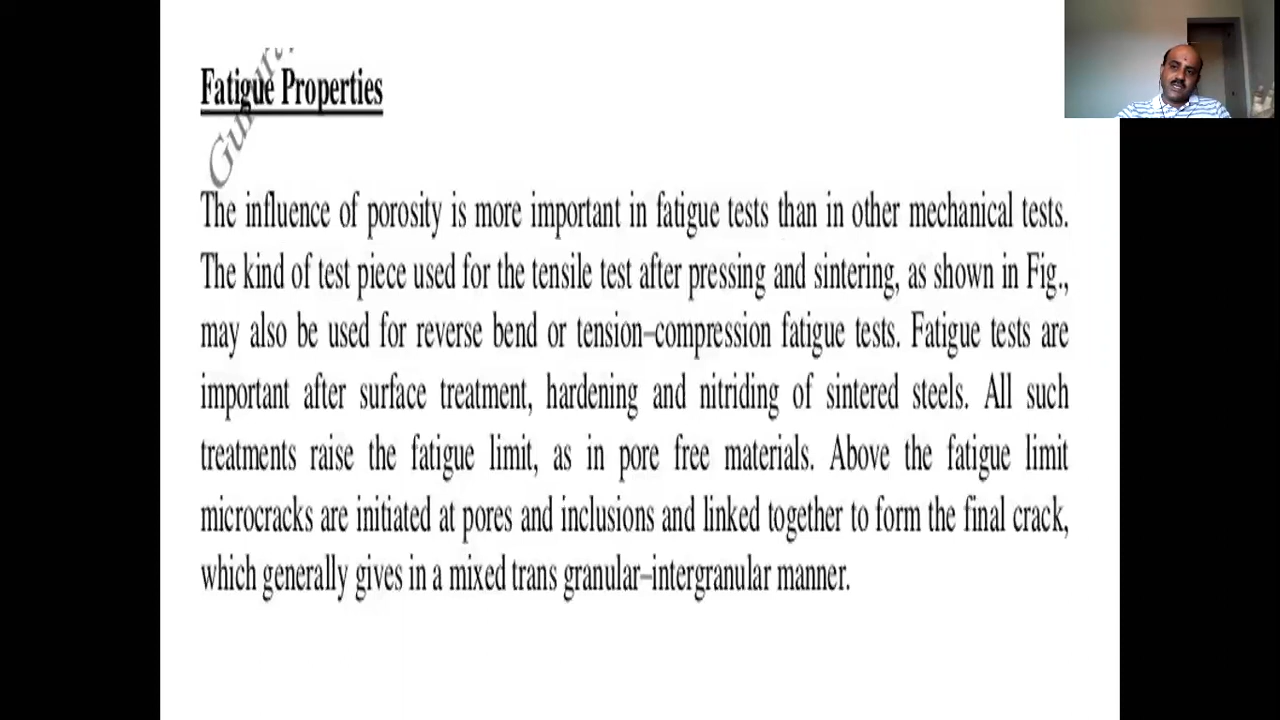 Fatigue Properties
The influence of porosity is more important in fatigue tests than in other mechanical tests.
The kind of test piece used for the tensile test after pressing and sintering, as shown in Fig.,
may also be used for reverse bend or tension–compression fatigue tests. Fatigue tests are
important after surface treatment, hardening and nitriding of sintered steels. All such
treatments raise the fatigue limit, as in pore free materials. Above the fatigue limit
microcracks are initiated at pores and inclusions and linked together to form the final crack,
which generally gives in a mixed trans granular–intergranular manner.